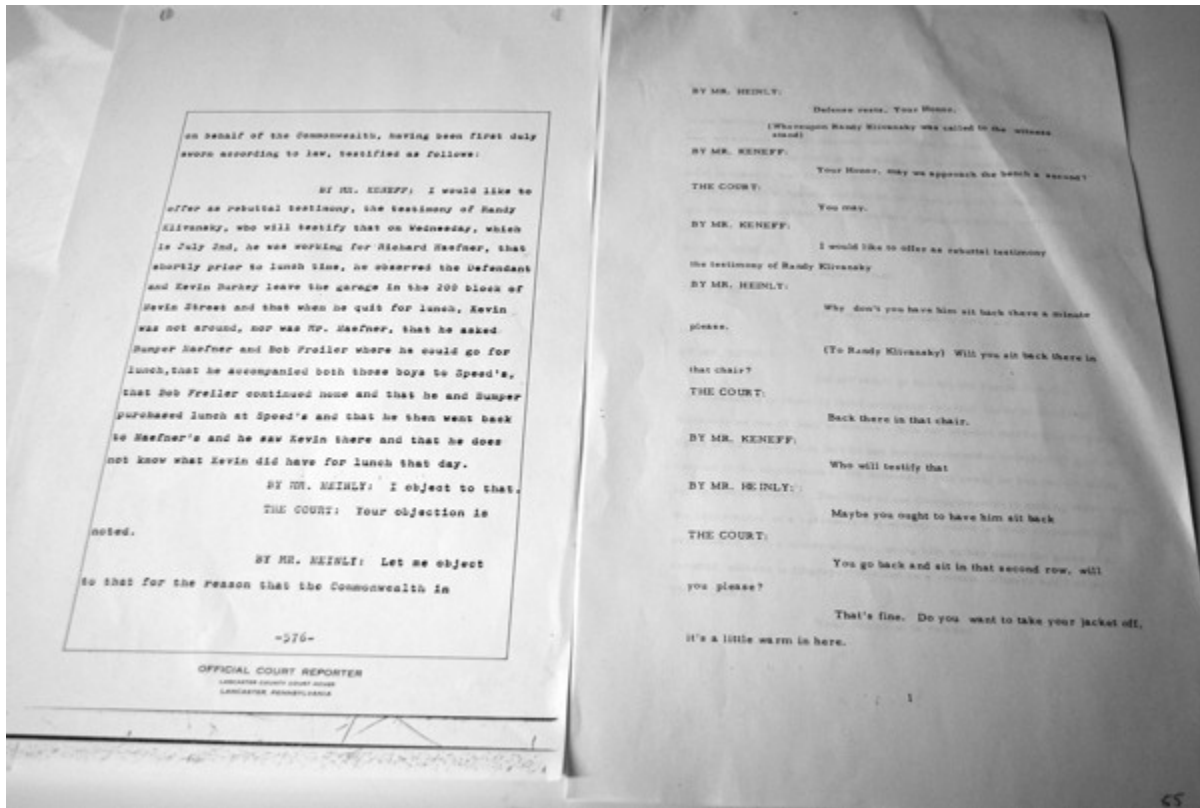 on behalf of the Commonwealth, having been first duly
sworn according to law, testified as follows:
BY MR. KENEFF: I would like to
offer as rebuttal testimony, the testimony of Randy
Klivansky, who will testify that on Wednesday, which
is July 2nd, he was working for Richard Haefner, that
shortly prior to lunch time, he observed the Defendant
and Kevin Burkey leave the garage in the 200 block of
Nevin Street and that when he quit for lunch, Kevin
was not around, nor was Mr. Haefner, that he asked
Bumper Haefner and Bob Freiler where he could go for
lunch,that he accompanied both those boys to Speed's,
that Bob Freiler continued home and that he and Bumper
purchased lunch at Speed's and that he then went back
to Haefner's and he saw Kevin there and that he does
not know what Kevin did have for lunch that day.
BY MR. HEINLY: I object to that.
THE COURT: Your objection is
noted.
BY MR. HEINLY: Let me object
to that for the reason that the Commonwealth in
-576-
OFFICIAL COURT REPORTER
LANCASTER COUNTY COURT HOUSE
LANCASTER, PENNSYLVANIA
BY MR. HEINLY:
Defense rests, Your Honor.
(Whereupon Randy Klivansky was called to the witness
stand)
BY MR. KENEFF:
Your Honor, may we approach the bench a second?
THE COURT:
You may.
BY MR. KENEFF:
I would like to offer as rebuttal testimony
the testimony of Randy Klivansky
BY MR. HEINLY:
Why don't you have him sit back there a minute
please.
(To Randy Klivansky) Will you sit back there in
that chair?
THE COURT:
Back there in that chair.
BY MR. KENEFF:
Who will testify that
BY MR. HEINLY:
Maybe you ought to have him sit back
THE COURT:
You go back and sit in that second row, will
you please?
That's fine. Do you want to take your jacket off,
it's a little warm in here.
1
65